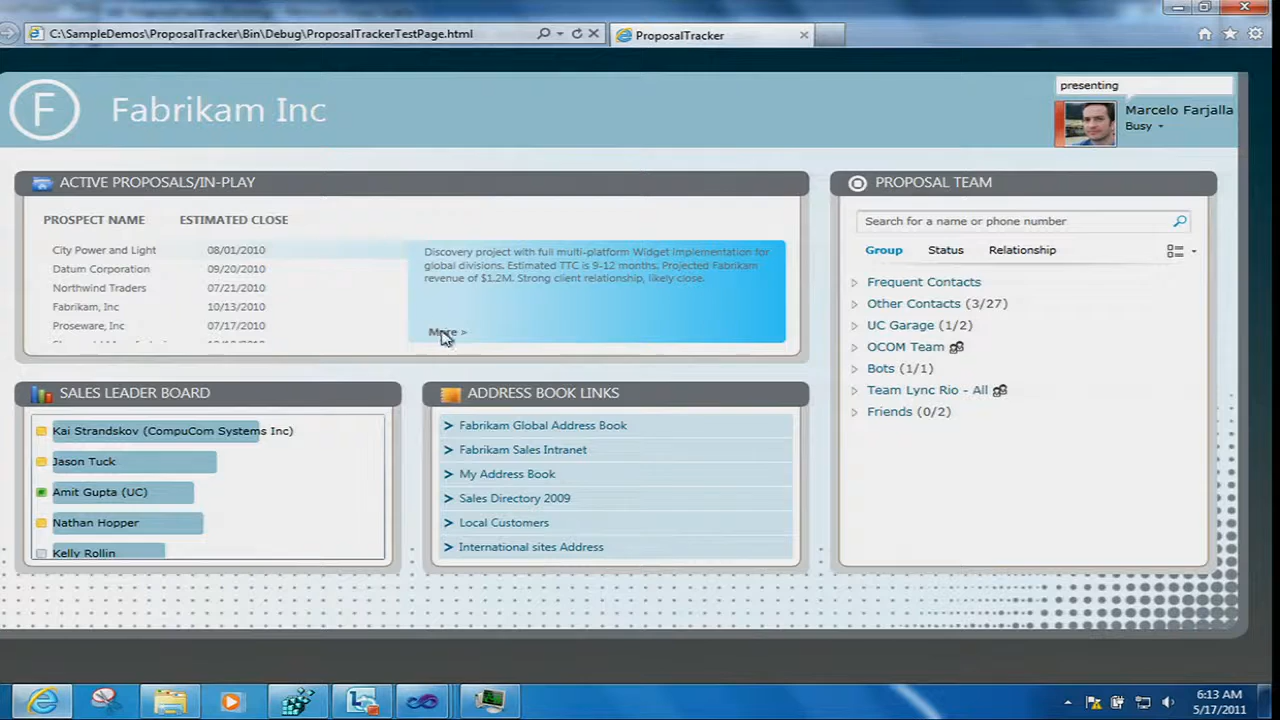 C:\SampleDemos\ProposalTracker\Bin\Debug\ProposalTrackerTestPage.html
ProposalTracker
F
Fabrikam Inc
presenting
Marcelo Farjalla
Busy
ACTIVE PROPOSALS/IN-PLAY
PROSPECT NAME ESTIMATED CLOSE
City Power and Light 08/01/2010
Datum Corporation 09/20/2010
Northwind Traders 07/21/2010
Fabrikam, Inc 10/13/2010
Proseware, Inc 07/17/2010
Discovery project with full multi-platform Widget implementation for
global divisions. Estimated TTC is 9-12 months. Projected Fabrikam
revenue of $1.2M. Strong client relationship, likely close.
More >
SALES LEADER BOARD
Kai Strandskov (CompuCom Systems Inc)
Jason Tuck
Amit Gupta (UC)
Nathan Hopper
Kelly Rollin
ADDRESS BOOK LINKS
> Fabrikam Global Address Book
> Fabrikam Sales Intranet
> My Address Book
> Sales Directory 2009
> Local Customers
> International sites Address
PROPOSAL TEAM
Search for a name or phone number
Group Status Relationship
Frequent Contacts
Other Contacts (3/27)
UC Garage (1/2)
OCOM Team
Bots (1/1)
Team Lync Rio - All
Friends (0/2)
6:13 AM
5/17/2011